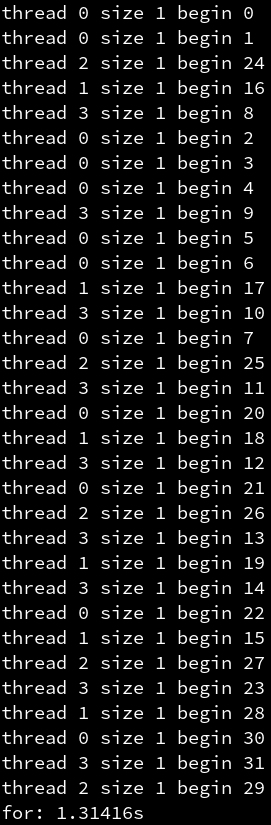 thread 0 size 1 begin 0
thread 0 size 1 begin 1
thread 2 size 1 begin 24
thread 1 size 1 begin 16
thread 3 size 1 begin 8
thread 0 size 1 begin 2
thread 0 size 1 begin 3
thread 0 size 1 begin 4
thread 3 size 1 begin 9
thread 0 size 1 begin 5
thread 0 size 1 begin 6
thread 1 size 1 begin 17
thread 3 size 1 begin 10
thread 0 size 1 begin 7
thread 2 size 1 begin 25
thread 3 size 1 begin 11
thread 0 size 1 begin 20
thread 1 size 1 begin 18
thread 3 size 1 begin 12
thread 0 size 1 begin 21
thread 2 size 1 begin 26
thread 3 size 1 begin 13
thread 1 size 1 begin 19
thread 3 size 1 begin 14
thread 0 size 1 begin 22
thread 1 size 1 begin 15
thread 2 size 1 begin 27
thread 3 size 1 begin 23
thread 1 size 1 begin 28
thread 0 size 1 begin 30
thread 3 size 1 begin 31
thread 2 size 1 begin 29
for: 1.31416s